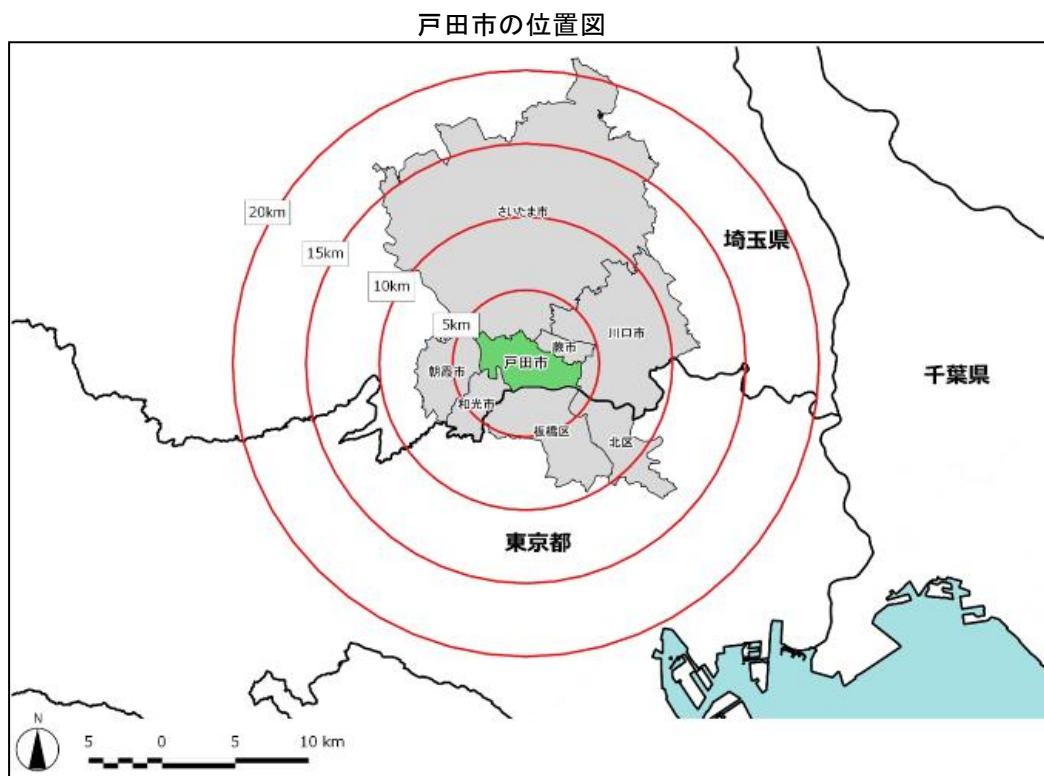 戸田市の位置図
20km
さいたま市
埼玉県
15km
10km
5km
川口市
蕨市
戸田市
朝霞市
千葉県
和光市
板橋区
北区
東京都
N
5 0 5 10 km